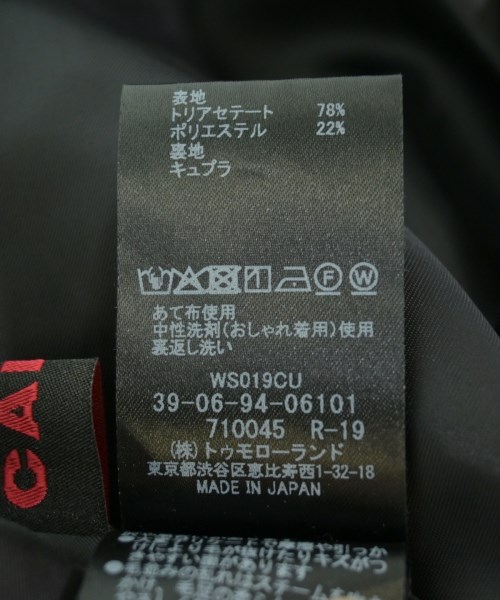 表地
トリアセテート 78%
ポリエステル 22%
裏地
キュプラ
F W
あて布使用
中性洗剤(おしゃれ着用)使用
裏返し洗い
WS019CU
39-06-94-06101
710045 R-19
(株)トゥモローランド
東京都渋谷区恵比寿西1-32-18
MADE IN JAPAN
CA